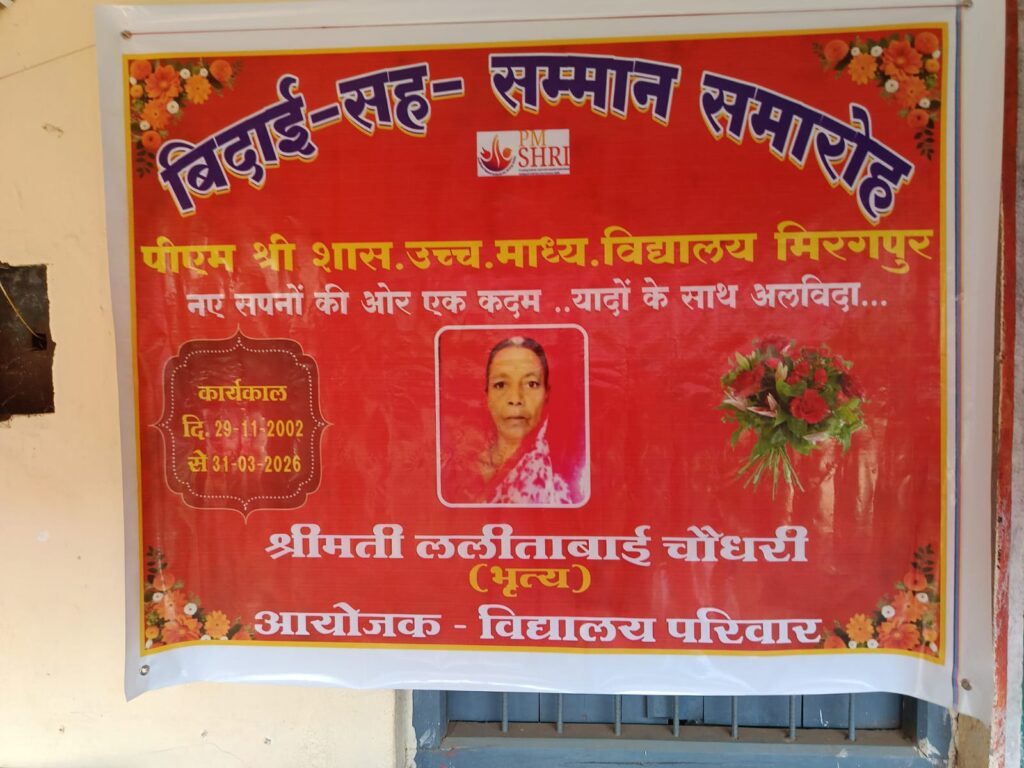 बिदाई-सह- सम्मान समारोह
PM
SHRI
पीएम श्री शास.उच्च.माध्य.विद्यालय मिरगपुर
नए सपनों की ओर एक कदम ..यादों के साथ अलविदा...
कार्यकाल
दि. 29-11-2002
से 31-03-2026
श्रीमती ललीताबाई चौधरी
(भृत्य)
आयोजक - विद्यालय परिवार